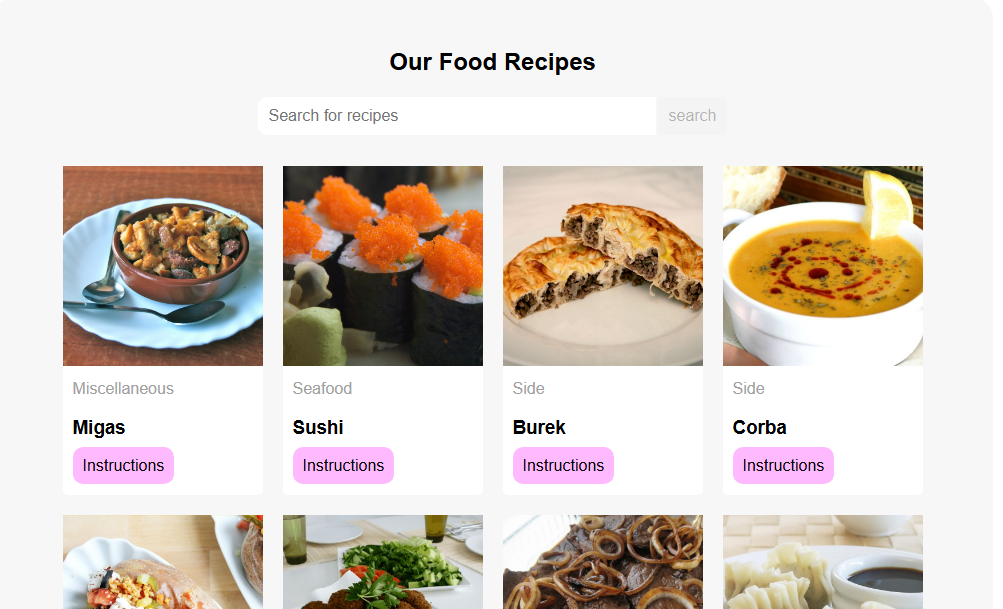 Our Food Recipes
Search for recipes
search
Miscellaneous
Migas
Instructions
Seafood
Sushi
Instructions
Side
Burek
Instructions
Side
Corba
Instructions